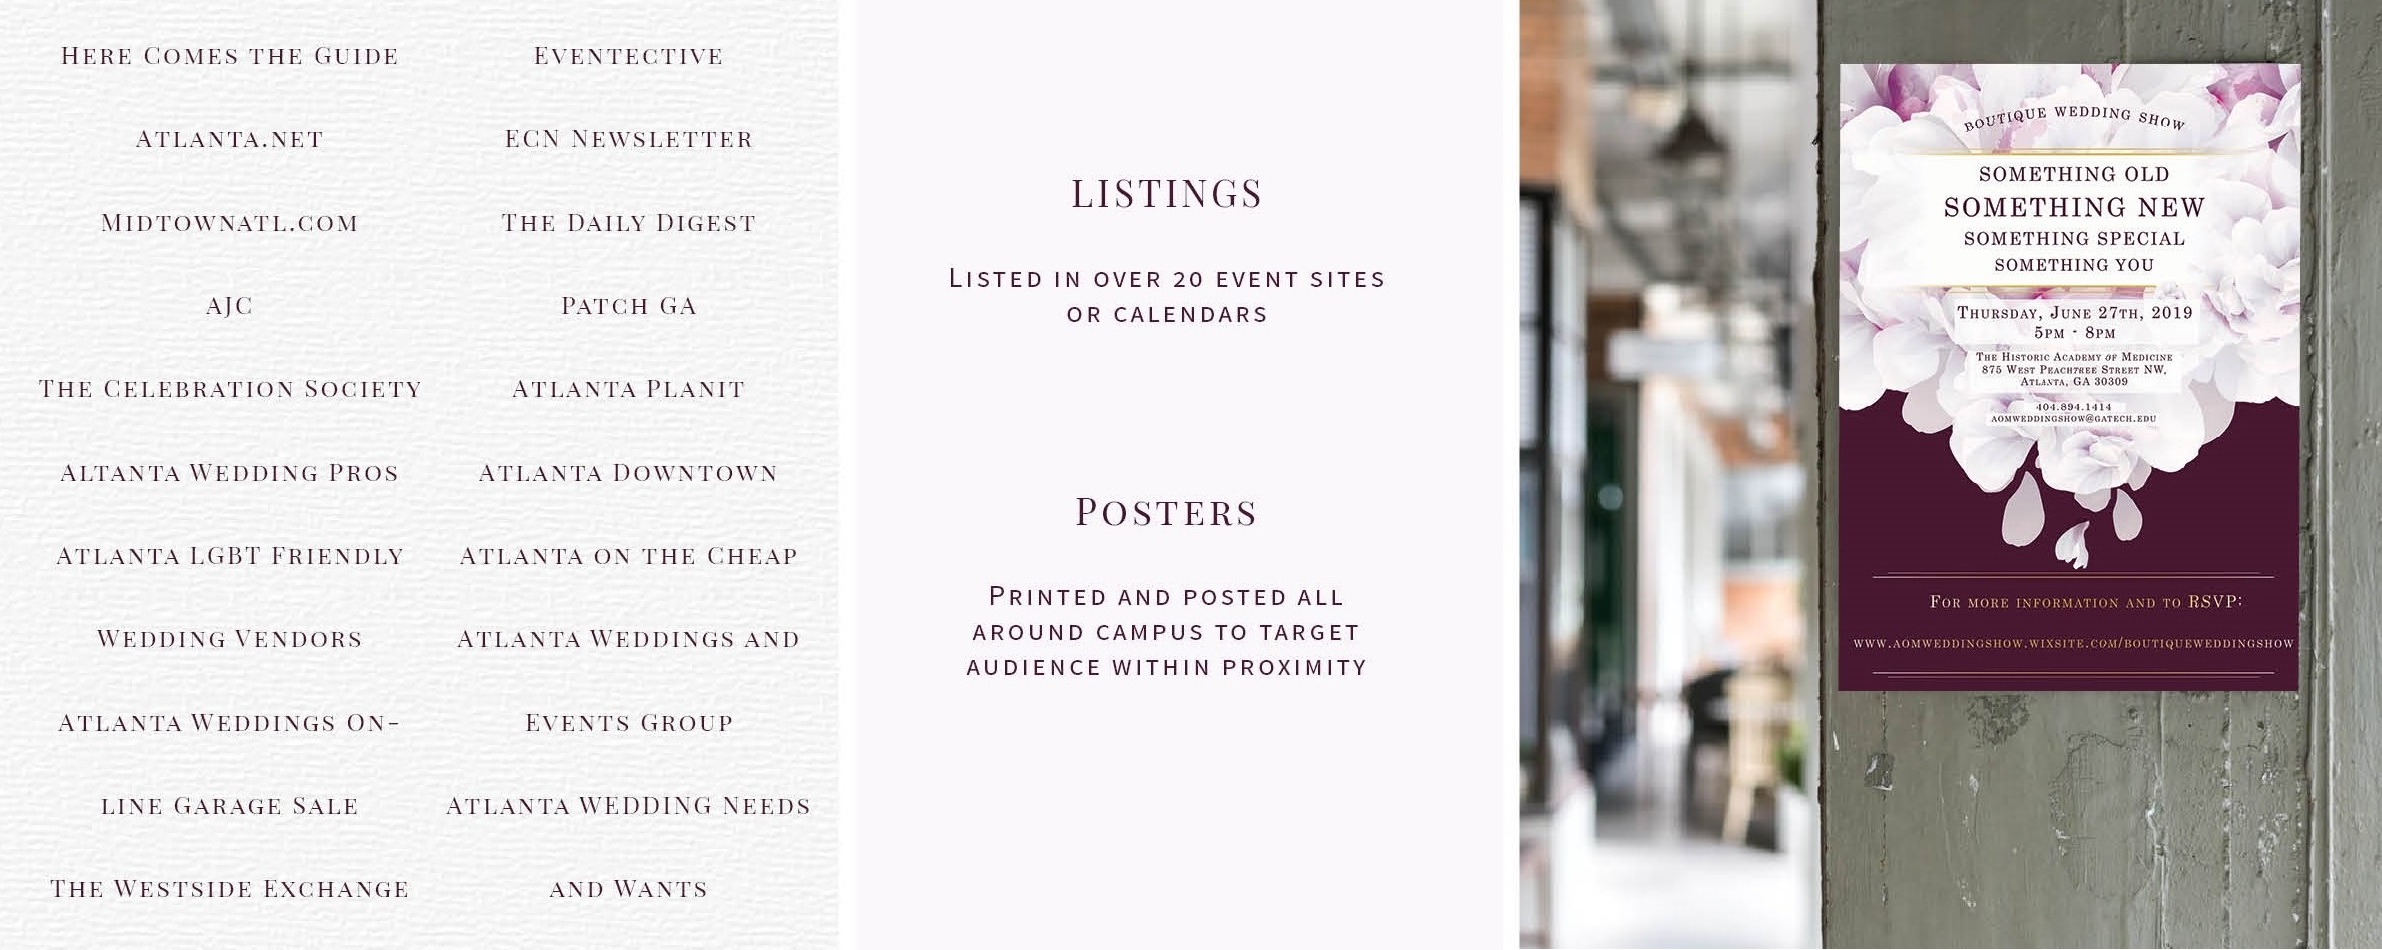 Here Comes the Guide
Atlanta.net
Midtownatl.com
AJC
The Celebration Society
Altanta Wedding Pros
Atlanta LGBT Friendly
Wedding Vendors
Atlanta Weddings On-
line Garage Sale
The Westside Exchange
Eventective
ECN Newsletter
The Daily Digest
Patch GA
Atlanta Planit
Atlanta Downtown
Atlanta on the Cheap
Atlanta Weddings and
Events Group
Atlanta WEDDING Needs
and Wants
LISTINGS
Listed in over 20 event sites
or calendars
Posters
Printed and posted all
around campus to target
audience within proximity
BOUTIQUE WEDDING SHOW
SOMETHING OLD
SOMETHING NEW
SOMETHING SPECIAL
SOMETHING YOU
Thursday, June 27th, 2019
5pm - 8pm
The Historic Academy of Medicine
875 West Peachtree Street NW,
Atlanta, GA 30309
404.894.1414
aomweddingshow@gatech.edu
For more information and to RSVP:
www.aomweddingshow.wixsite.com/boutiqueweddingshow